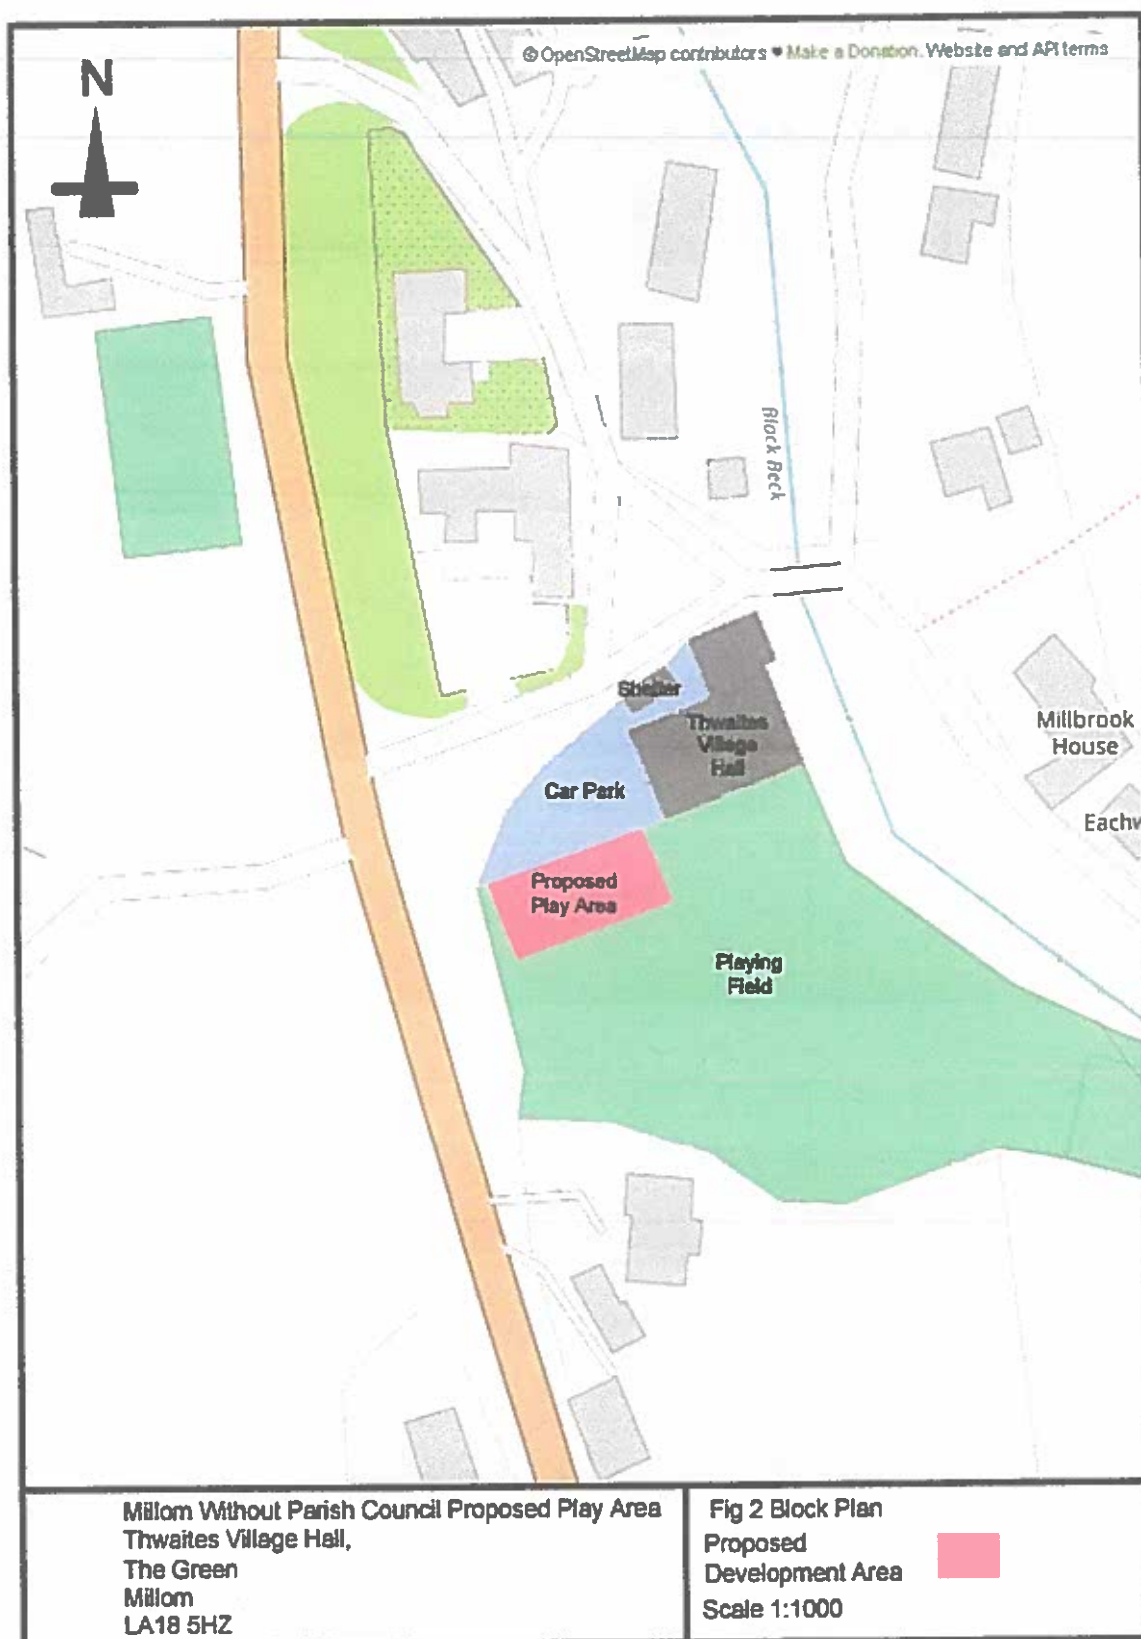 © OpenStreetMap contributors ♥ Make a Donation. Website and API terms
N
Black Beck
Shelter
Thwaites
Village
Hall
Millbrook
House
Car Park
Eachw
Proposed
Play Area
Playing
Field
Millom Without Parish Council Proposed Play Area
Thwaites Village Hall,
The Green
Millom
LA18 5HZ
Fig 2 Block Plan
Proposed
Development Area
Scale 1:1000